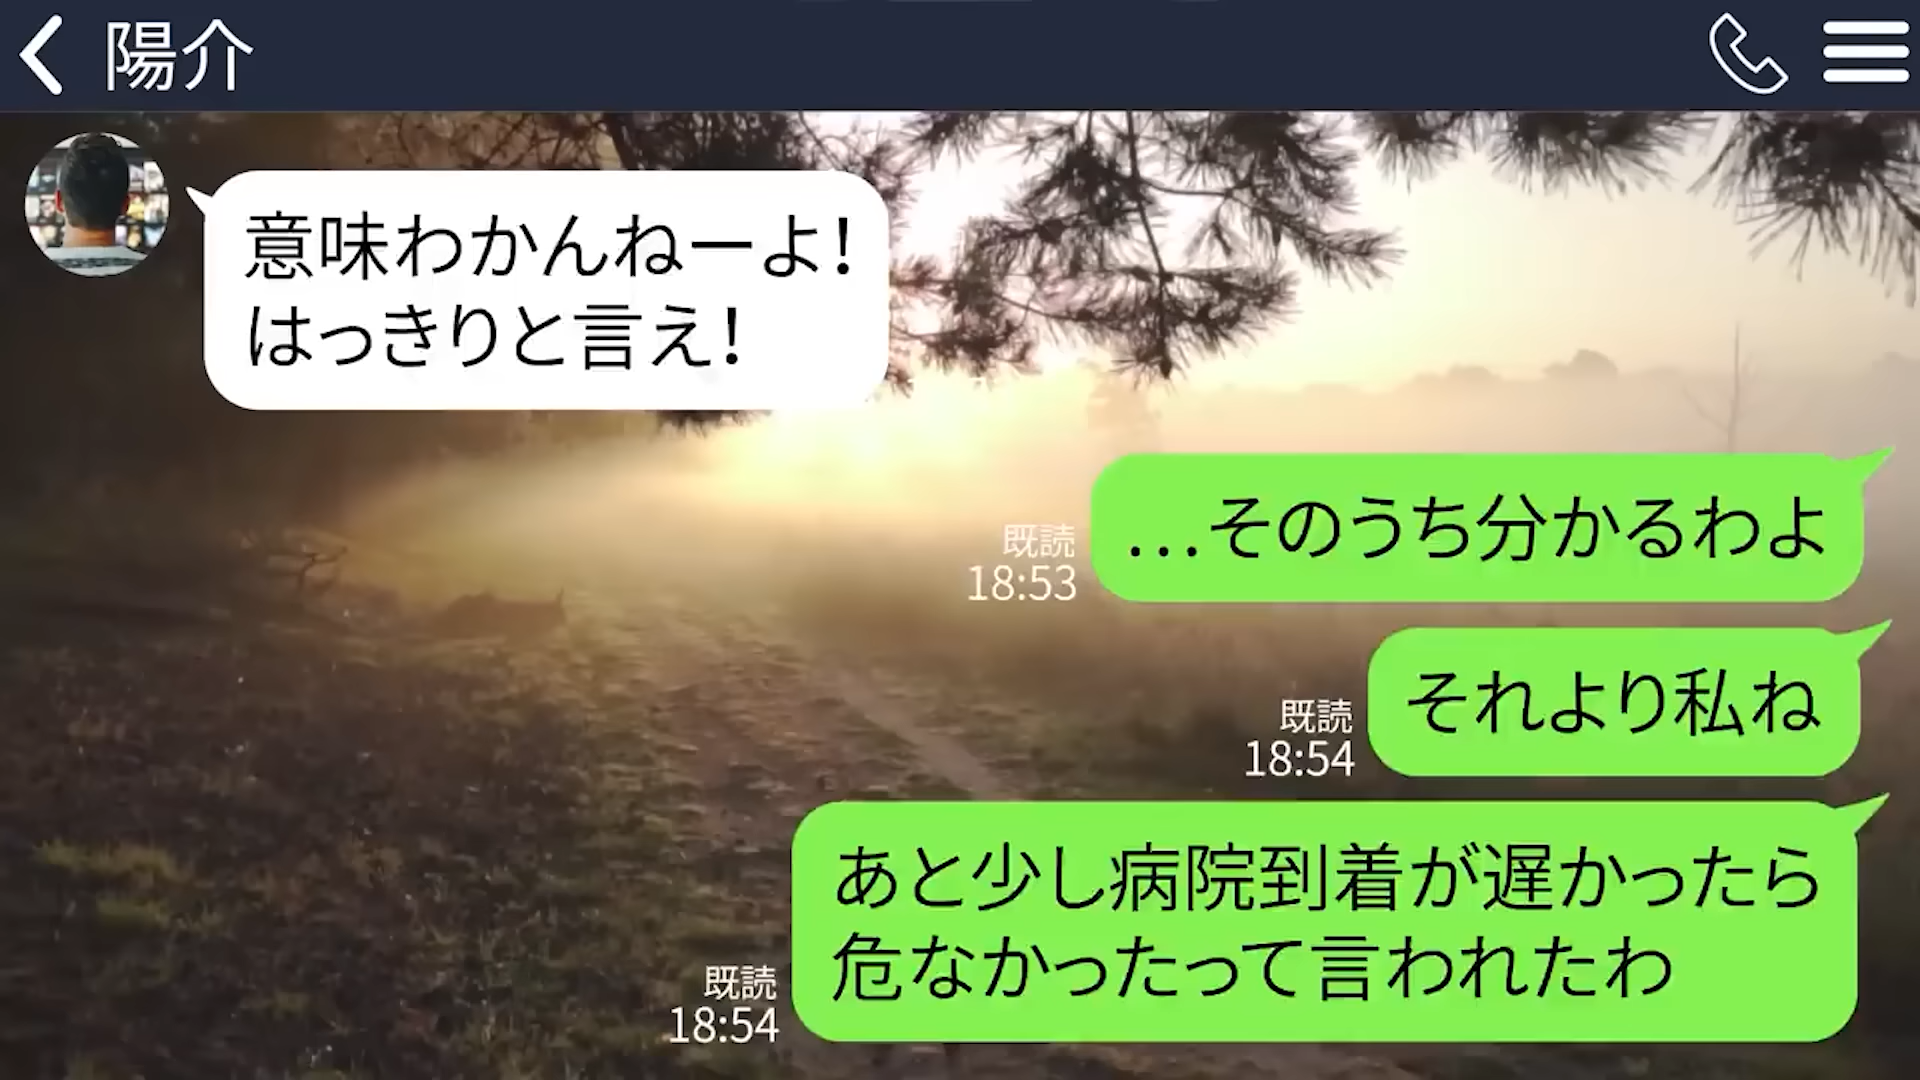 陽介
意味わかんねーよ!
はっきりと言え!
…そのうち分かるわよ
既読
18:53
それより私ね
既読
18:54
あと少し病院到着が遅かったら
危なかったって言われたわ
既読
18:54